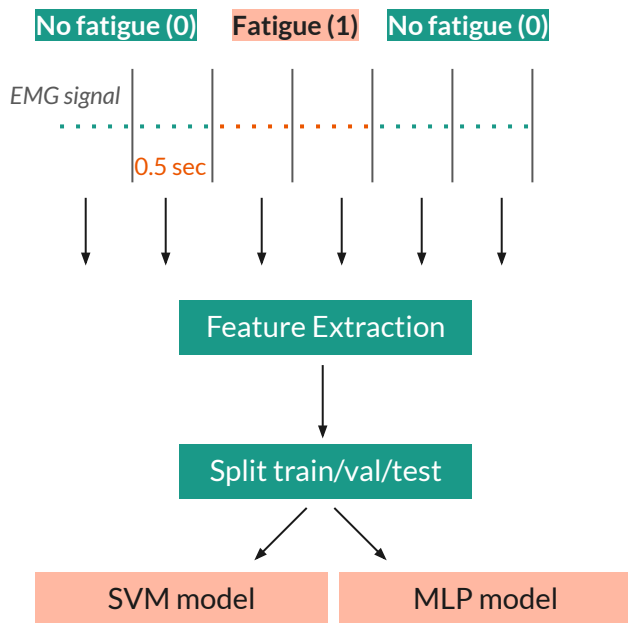 No fatigue (0)
Fatigue (1)
No fatigue (0)
EMG signal
0.5 sec
Feature Extraction
Split train/val/test
SVM model
MLP model